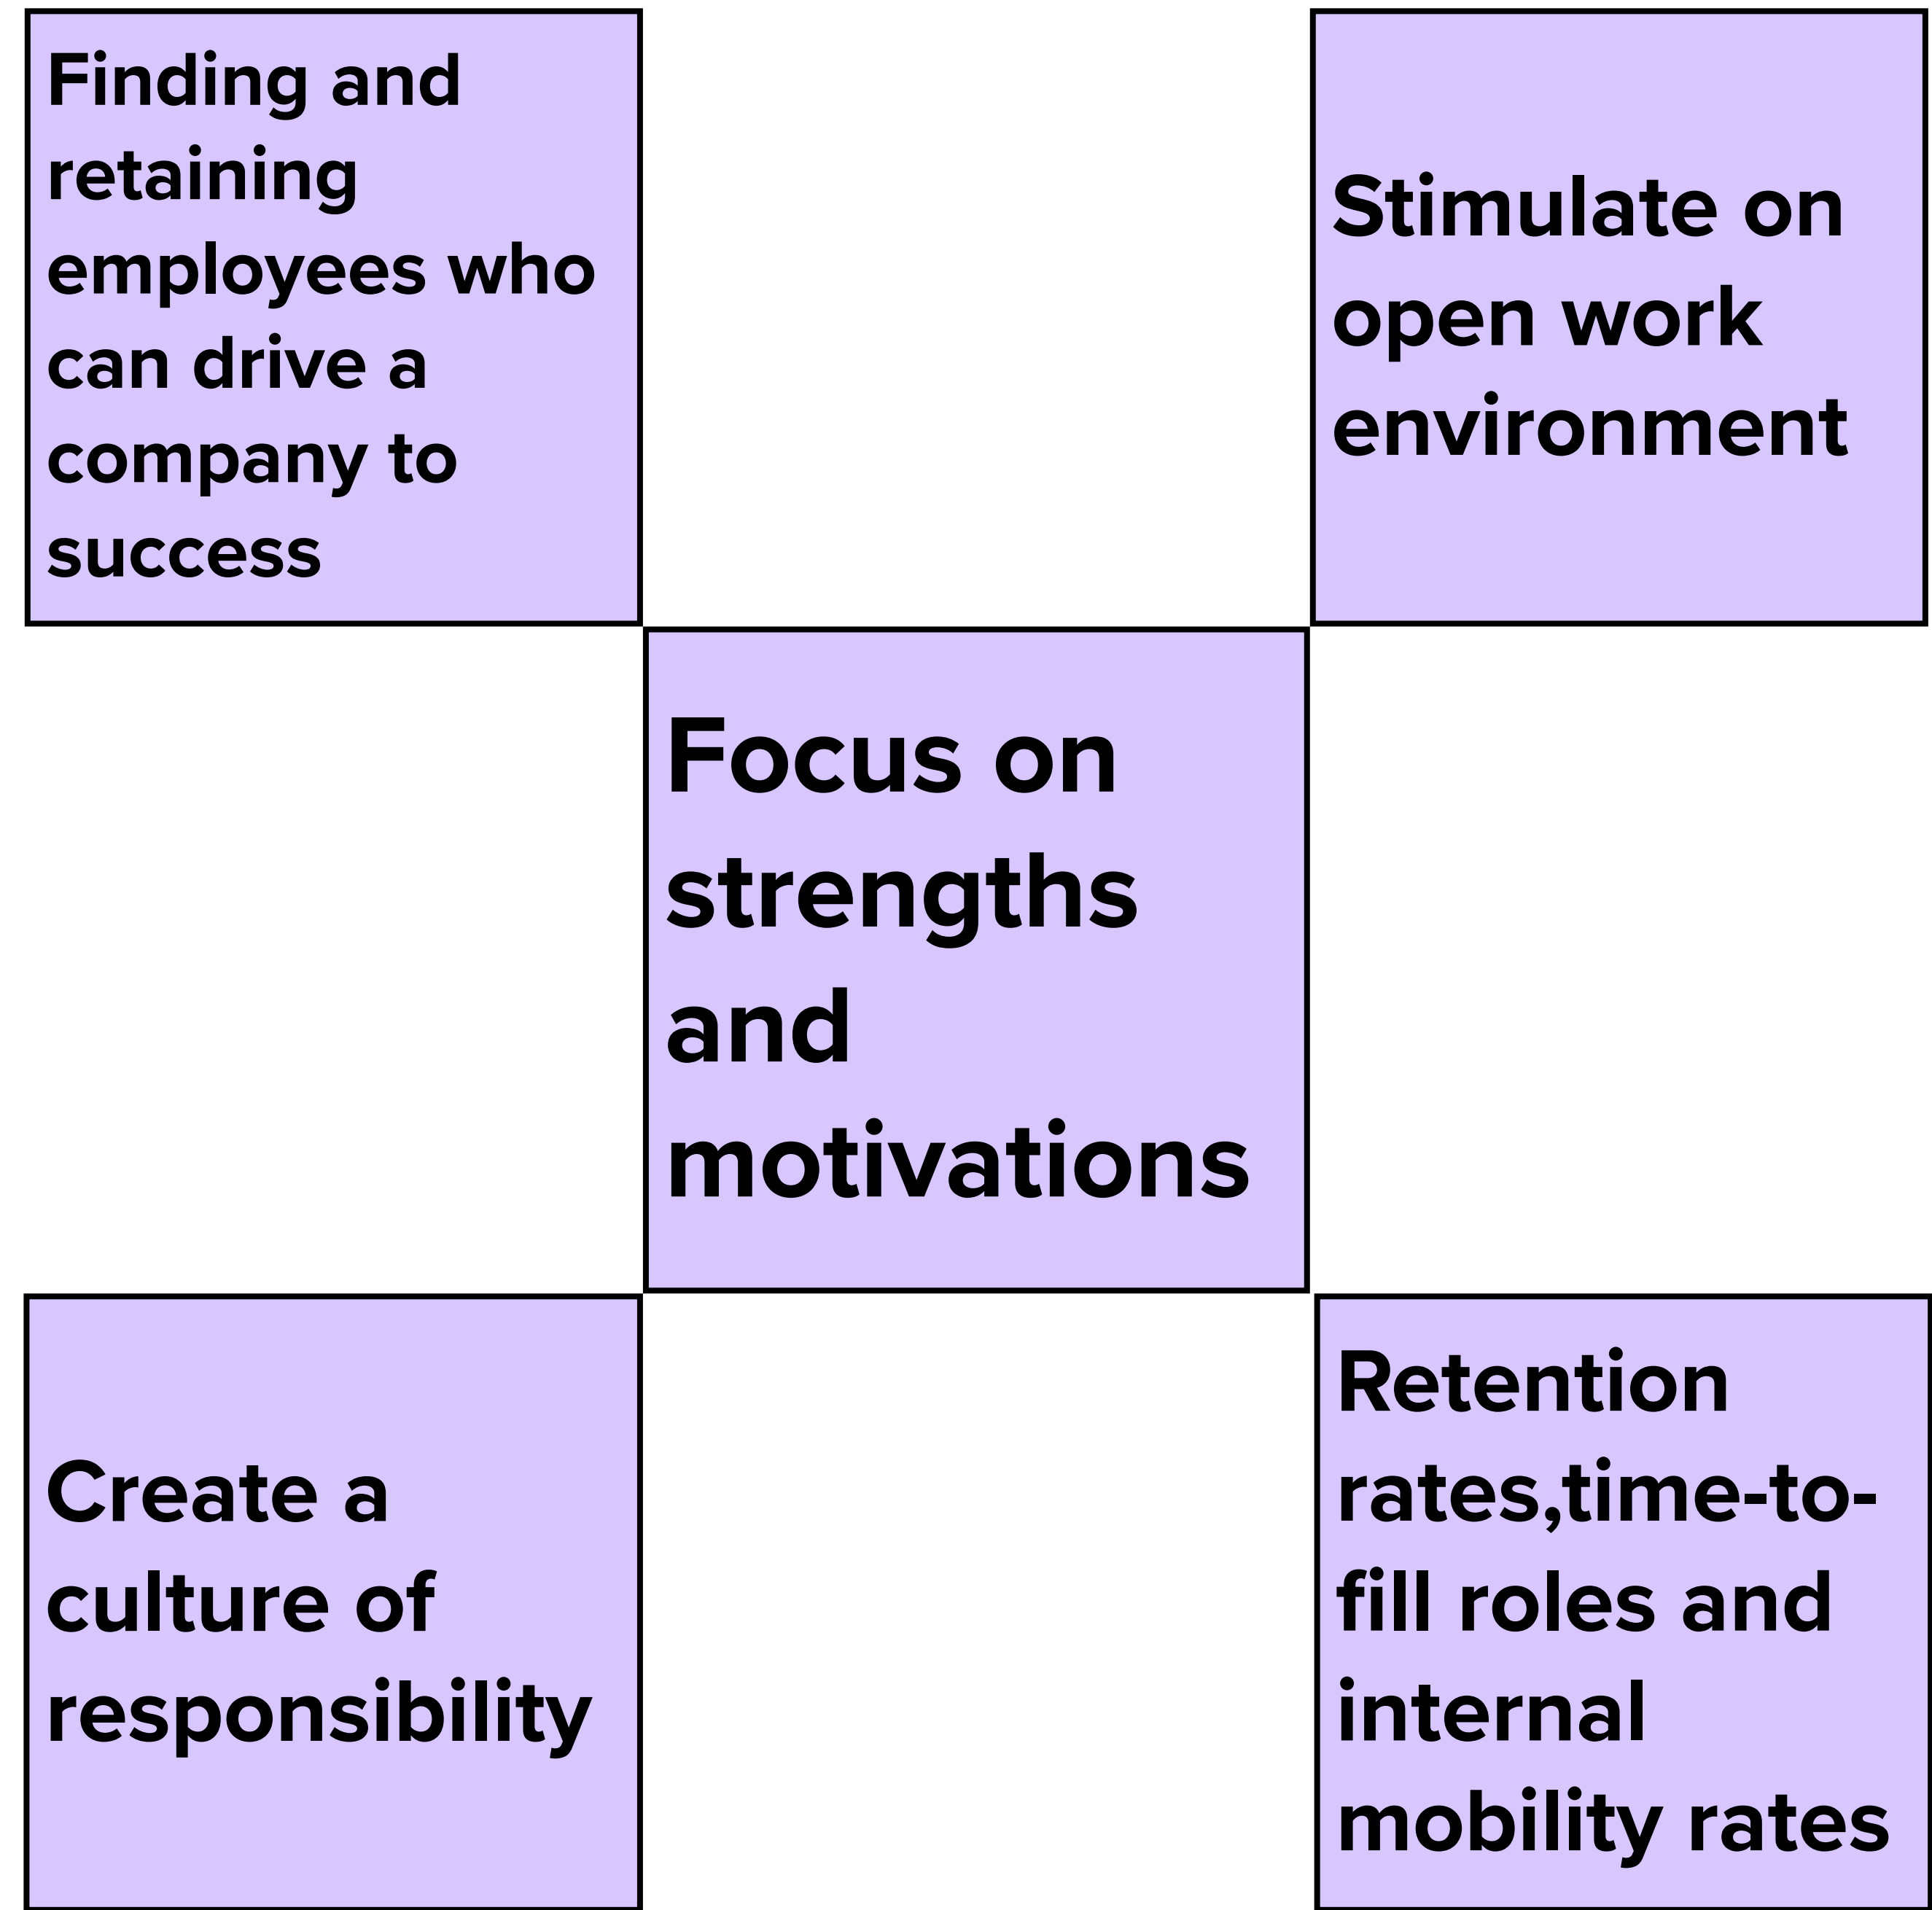 Finding and
retaining
employees who
can drive a
company to
success
Stimulate on
open work
environment
Focus on
strengths
and
motivations
Create a
culture of
responsibility
Retention
rates,time-to-
fill roles and
internal
mobility rates